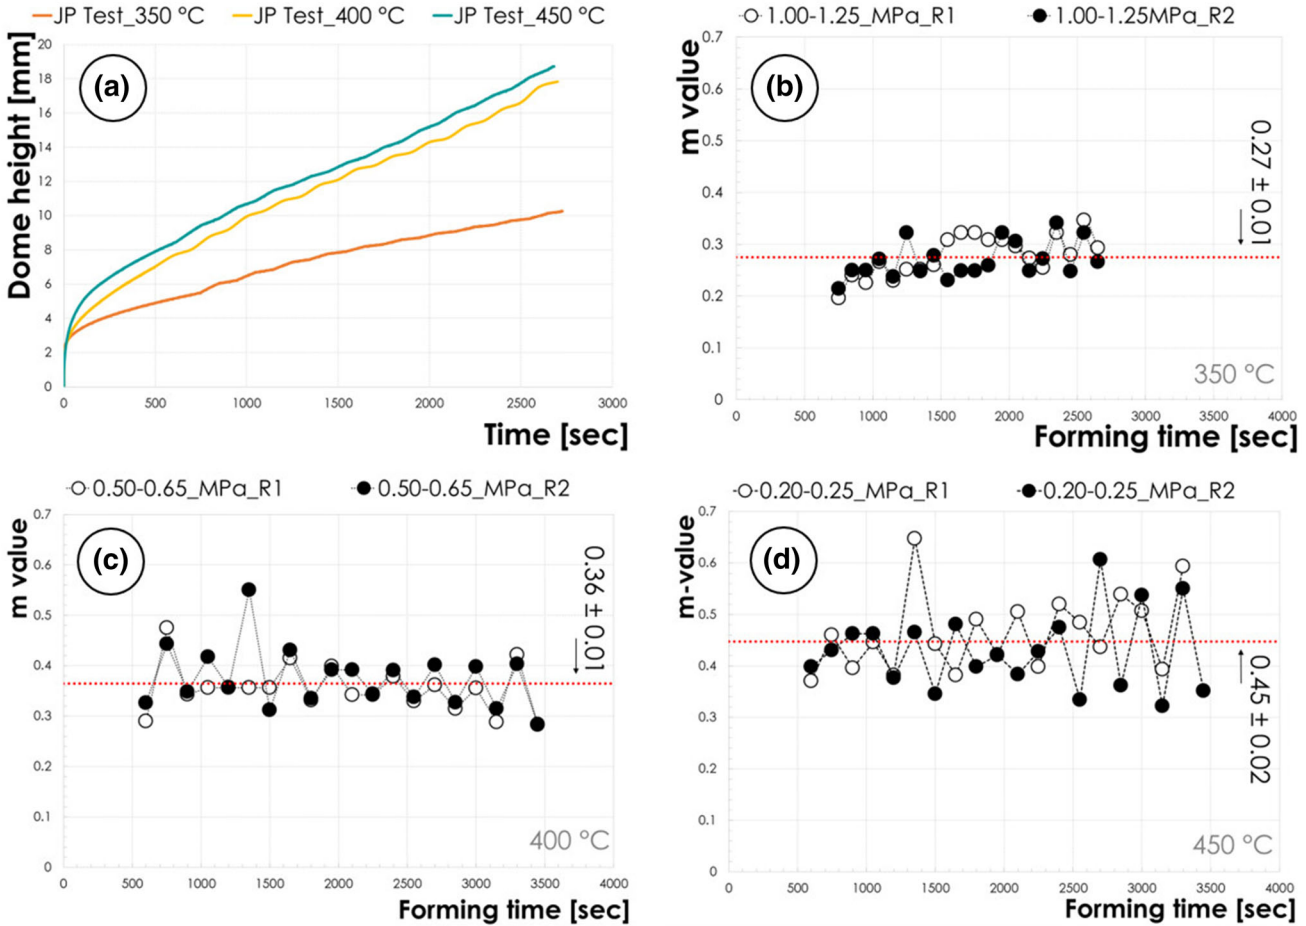 JP Test_350 °C JP Test_400 °C JP Test_450 °C
(a)
Dome height [mm]
20
18
16
14
12
10
8
6
4
2
0
0 500 1000 1500 2000 2500 3000
Time [sec]
1.00-1.25_MPa_R1 1.00-1.25MPa_R2
(b)
m value
0.7
0.6
0.5
0.4
0.3
0.2
0.1
0
0.27 ± 0.01
350 °C
0 500 1000 1500 2000 2500 3000 3500 4000
Forming time [sec]
0.50-0.65_MPa_R1 0.50-0.65_MPa_R2
(c)
m value
0.7
0.6
0.5
0.4
0.3
0.2
0.1
0
0.36 ± 0.01
400 °C
0 500 1000 1500 2000 2500 3000 3500 4000
Forming time [sec]
0.20-0.25_MPa_R1 0.20-0.25_MPa_R2
(d)
m-value
0.7
0.6
0.5
0.4
0.3
0.2
0.1
0
0.45 ± 0.02
450 °C
0 500 1000 1500 2000 2500 3000 3500 4000
Forming time [sec]